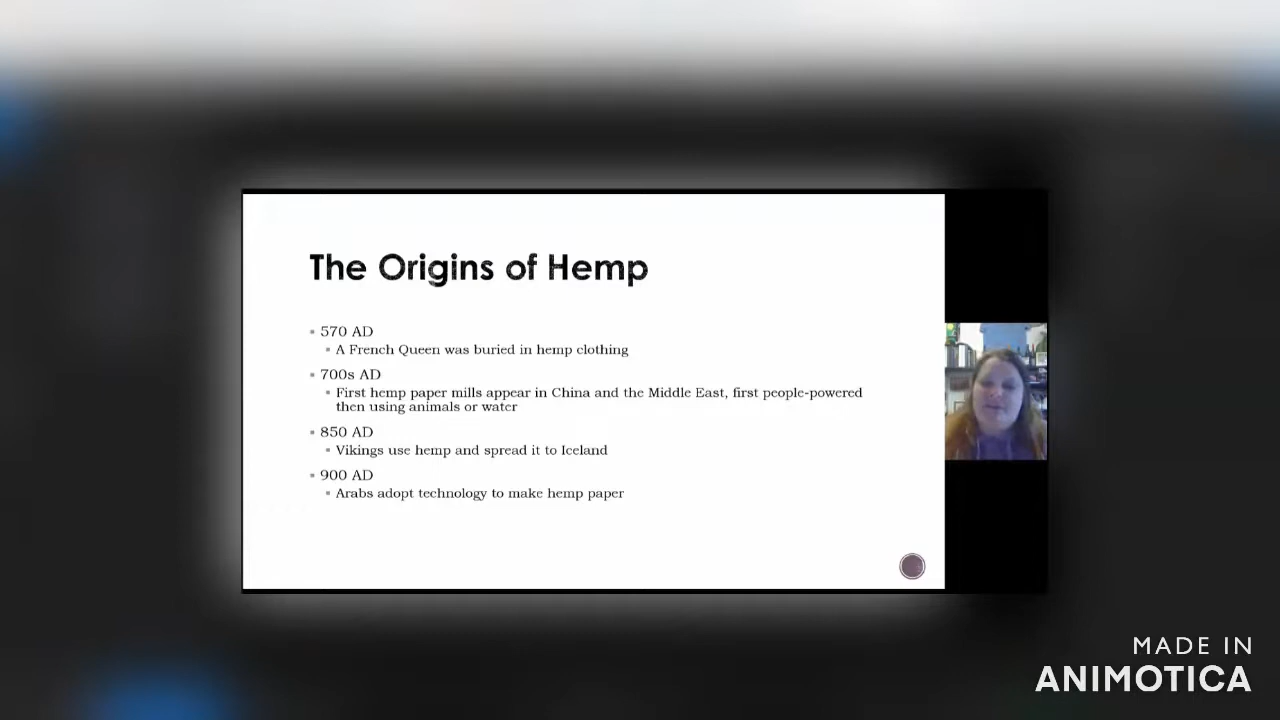 The Origins of Hemp
570 AD
A French Queen was buried in hemp clothing
700s AD
First hemp paper mills appear in China and the Middle East, first people-powered
then using animals or water
850 AD
Vikings use hemp and spread it to Iceland
900 AD
Arabs adopt technology to make hemp paper
MADE IN
ANIMOTICA